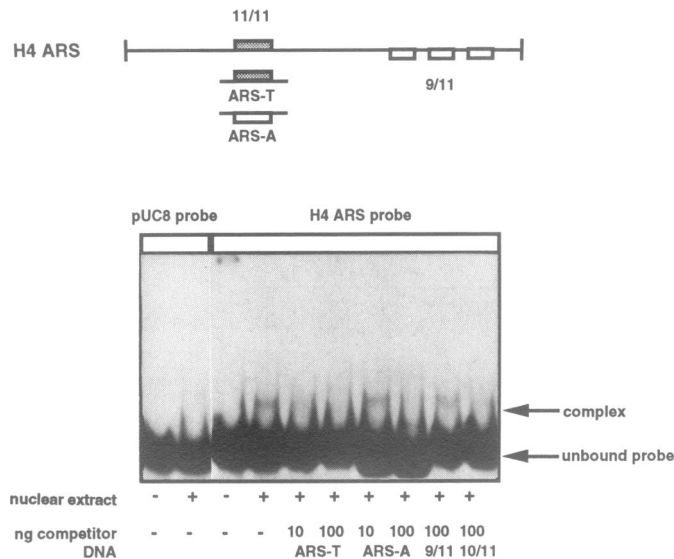 11/11
H4 ARS
ARS-T
9/11
ARS-A
pUC8 probe H4 ARS probe
complex
unbound probe
nuclear extract - + - + + + + + + +
ng competitor - - - - 10 100 10 100 100 100
DNA ARS-T ARS-A 9/11 10/11